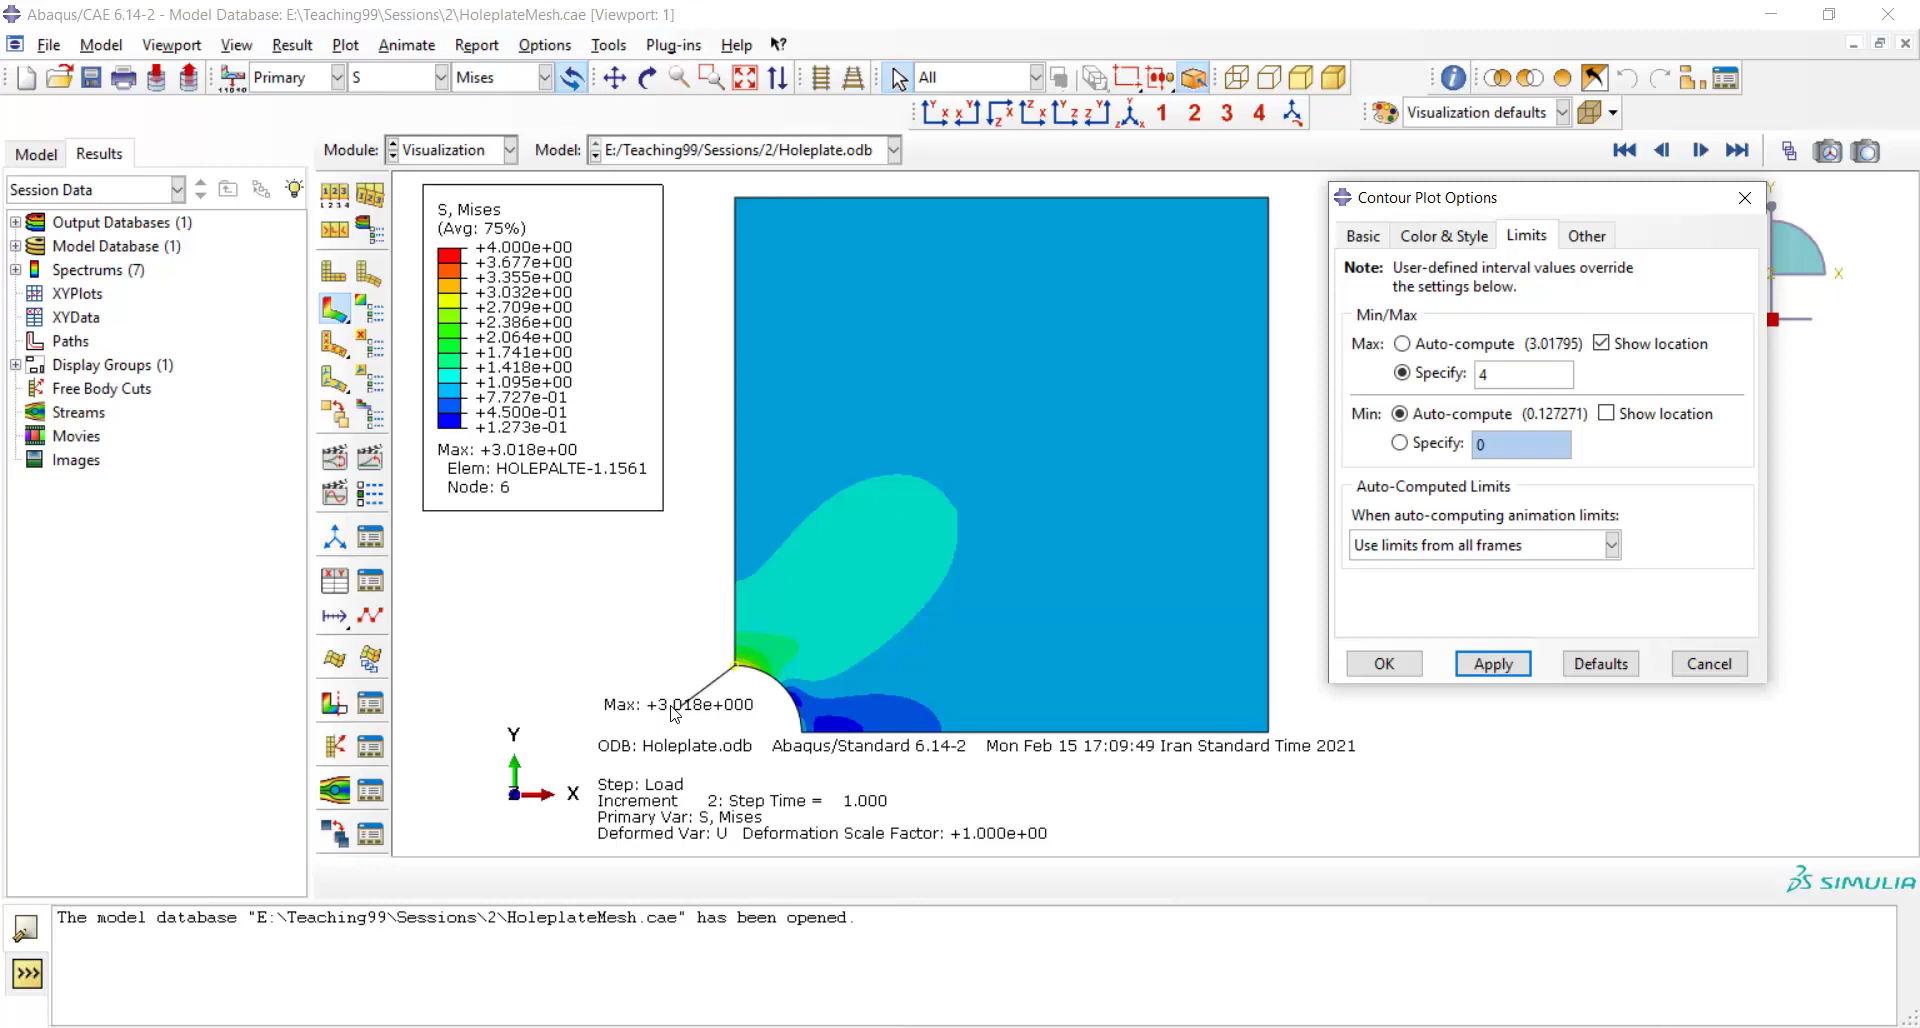 Abaqus/CAE 6.14-2 - Model Database: E:\Teaching99\Sessions\2\HoleplateMesh.cae [Viewport: 1]
File Model Viewport View Result Plot Animate Report Options Tools Plug-ins Help
Primary S Mises All
1 2 3 4 Visualization defaults
Model Results Module: Visualization Model: E:/Teaching99/Sessions/2/Holeplate.odb
Session Data
Output Databases (1)
Model Database (1)
Spectrums (7)
XYPlots
XYData
Paths
Display Groups (1)
Free Body Cuts
Streams
Movies
Images
S, Mises
(Avg: 75%)
+4.000e+00
+3.677e+00
+3.355e+00
+3.032e+00
+2.709e+00
+2.386e+00
+2.064e+00
+1.741e+00
+1.418e+00
+1.095e+00
+7.727e-01
+4.500e-01
+1.273e-01
Max: +3.018e+00
Elem: HOLEPALTE-1.1561
Node: 6
Max: +3.018e+000
Y
X
ODB: Holeplate.odb Abaqus/Standard 6.14-2 Mon Feb 15 17:09:49 Iran Standard Time 2021
Step: Load
Increment 2: Step Time = 1.000
Primary Var: S, Mises
Deformed Var: U Deformation Scale Factor: +1.000e+00
Contour Plot Options
Basic Color & Style Limits Other
Note: User-defined interval values override
the settings below.
Min/Max
Max: Auto-compute (3.01795) Show location
Specify: 4
Min: Auto-compute (0.127271) Show location
Specify: 0
Auto-Computed Limits
When auto-computing animation limits:
Use limits from all frames
OK Apply Defaults Cancel
Y
X
SIMULIA
The model database "E:\Teaching99\Sessions\2\HoleplateMesh.cae" has been opened.
>>>